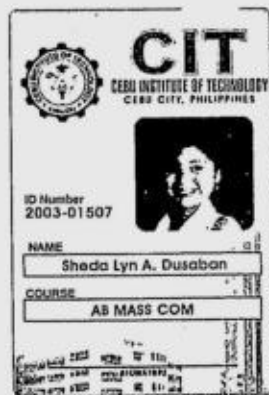 CIT
CEBU INSTITUTE OF TECHNOLOGY
CEBU CITY, PHILIPPINES
ID Number
2003-01507
NAME
Sheda Lyn A. Dusaban
COURSE
AB MASS COM